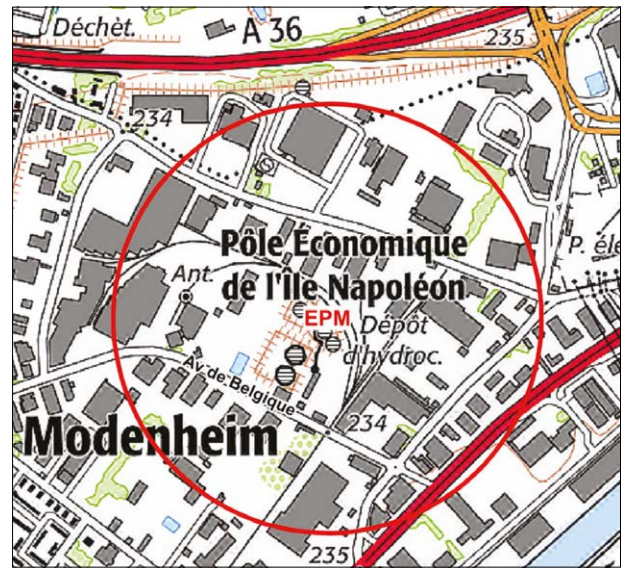 Déchèt.
A 36
235
234
Pôle Économique
de l'Île Napoléon
P. éle
Ant.
EPM
Dépôt
d'hydroc.
Av de Belgique
234
Modenheim
235